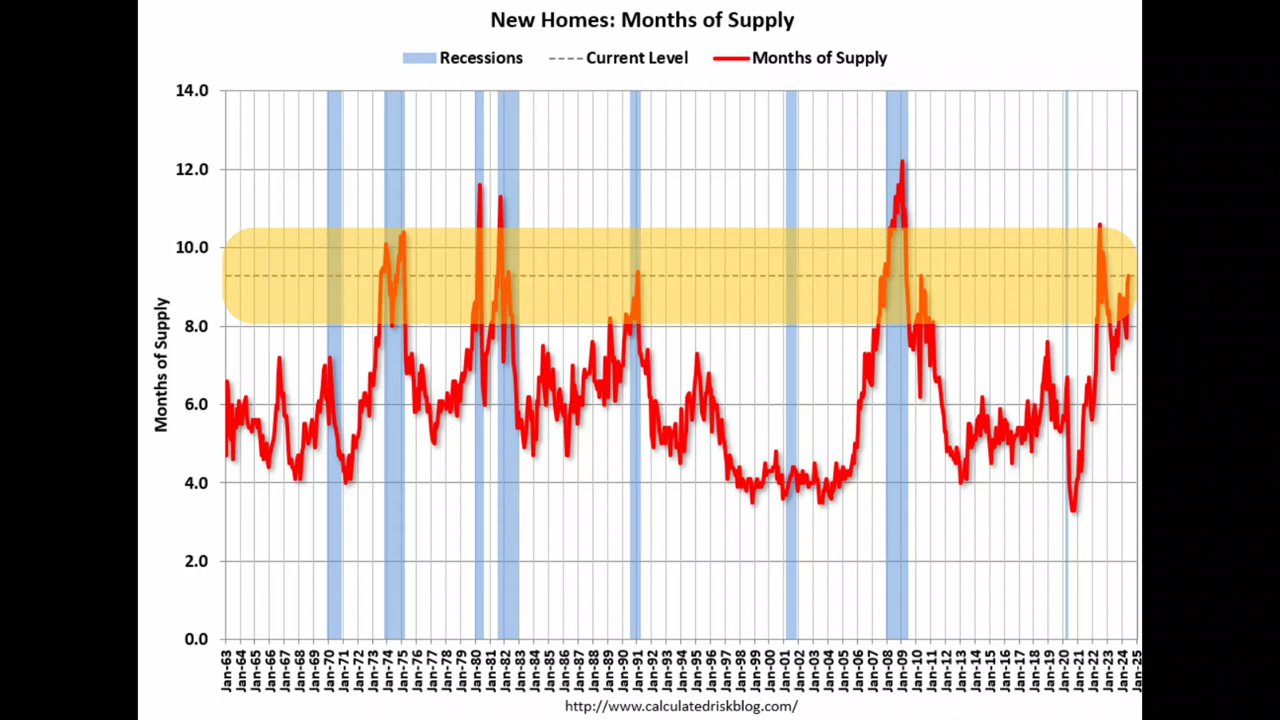 New Homes: Months of Supply
Recessions
Current Level
Months of Supply
14.0
12.0
10.0
8.0
6.0
4.0
2.0
0.0
Months of Supply
Jan-63
Jan-64
Jan-65
Jan-66
Jan-67
Jan-68
Jan-69
Jan-70
Jan-71
Jan-72
Jan-73
Jan-74
Jan-75
Jan-76
Jan-77
Jan-78
Jan-79
Jan-80
Jan-81
Jan-82
Jan-83
Jan-84
Jan-85
Jan-86
Jan-87
Jan-88
Jan-89
Jan-90
Jan-91
Jan-92
Jan-93
Jan-94
Jan-95
Jan-96
Jan-97
Jan-98
Jan-99
Jan-00
Jan-01
Jan-02
Jan-03
Jan-04
Jan-05
Jan-06
Jan-07
Jan-08
Jan-09
Jan-10
Jan-11
Jan-12
Jan-13
Jan-14
Jan-15
Jan-16
Jan-17
Jan-18
Jan-19
Jan-20
Jan-21
Jan-22
Jan-23
Jan-24
Jan-25
http://www.calculatedriskblog.com/